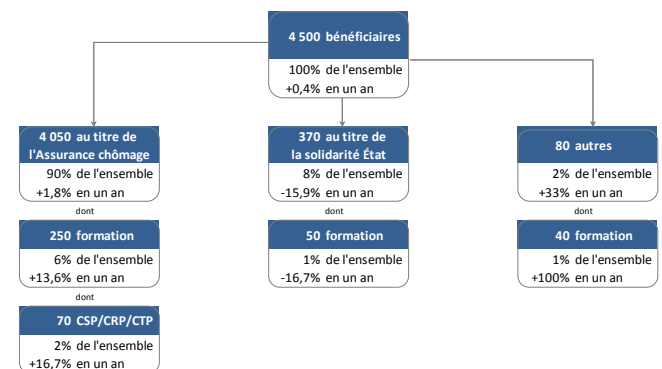 4 500 bénéficiaires
100% de l'ensemble
+0,4% en un an
4 050 au titre de
l'Assurance chômage
90% de l'ensemble
+1,8% en un an
dont
250 formation
6% de l'ensemble
+13,6% en un an
dont
70 CSP/CRP/CTP
2% de l'ensemble
+16,7% en un an
370 au titre de
la solidarité État
8% de l'ensemble
-15,9% en un an
dont
50 formation
1% de l'ensemble
-16,7% en un an
80 autres
2% de l'ensemble
+33% en un an
dont
40 formation
1% de l'ensemble
+100% en un an